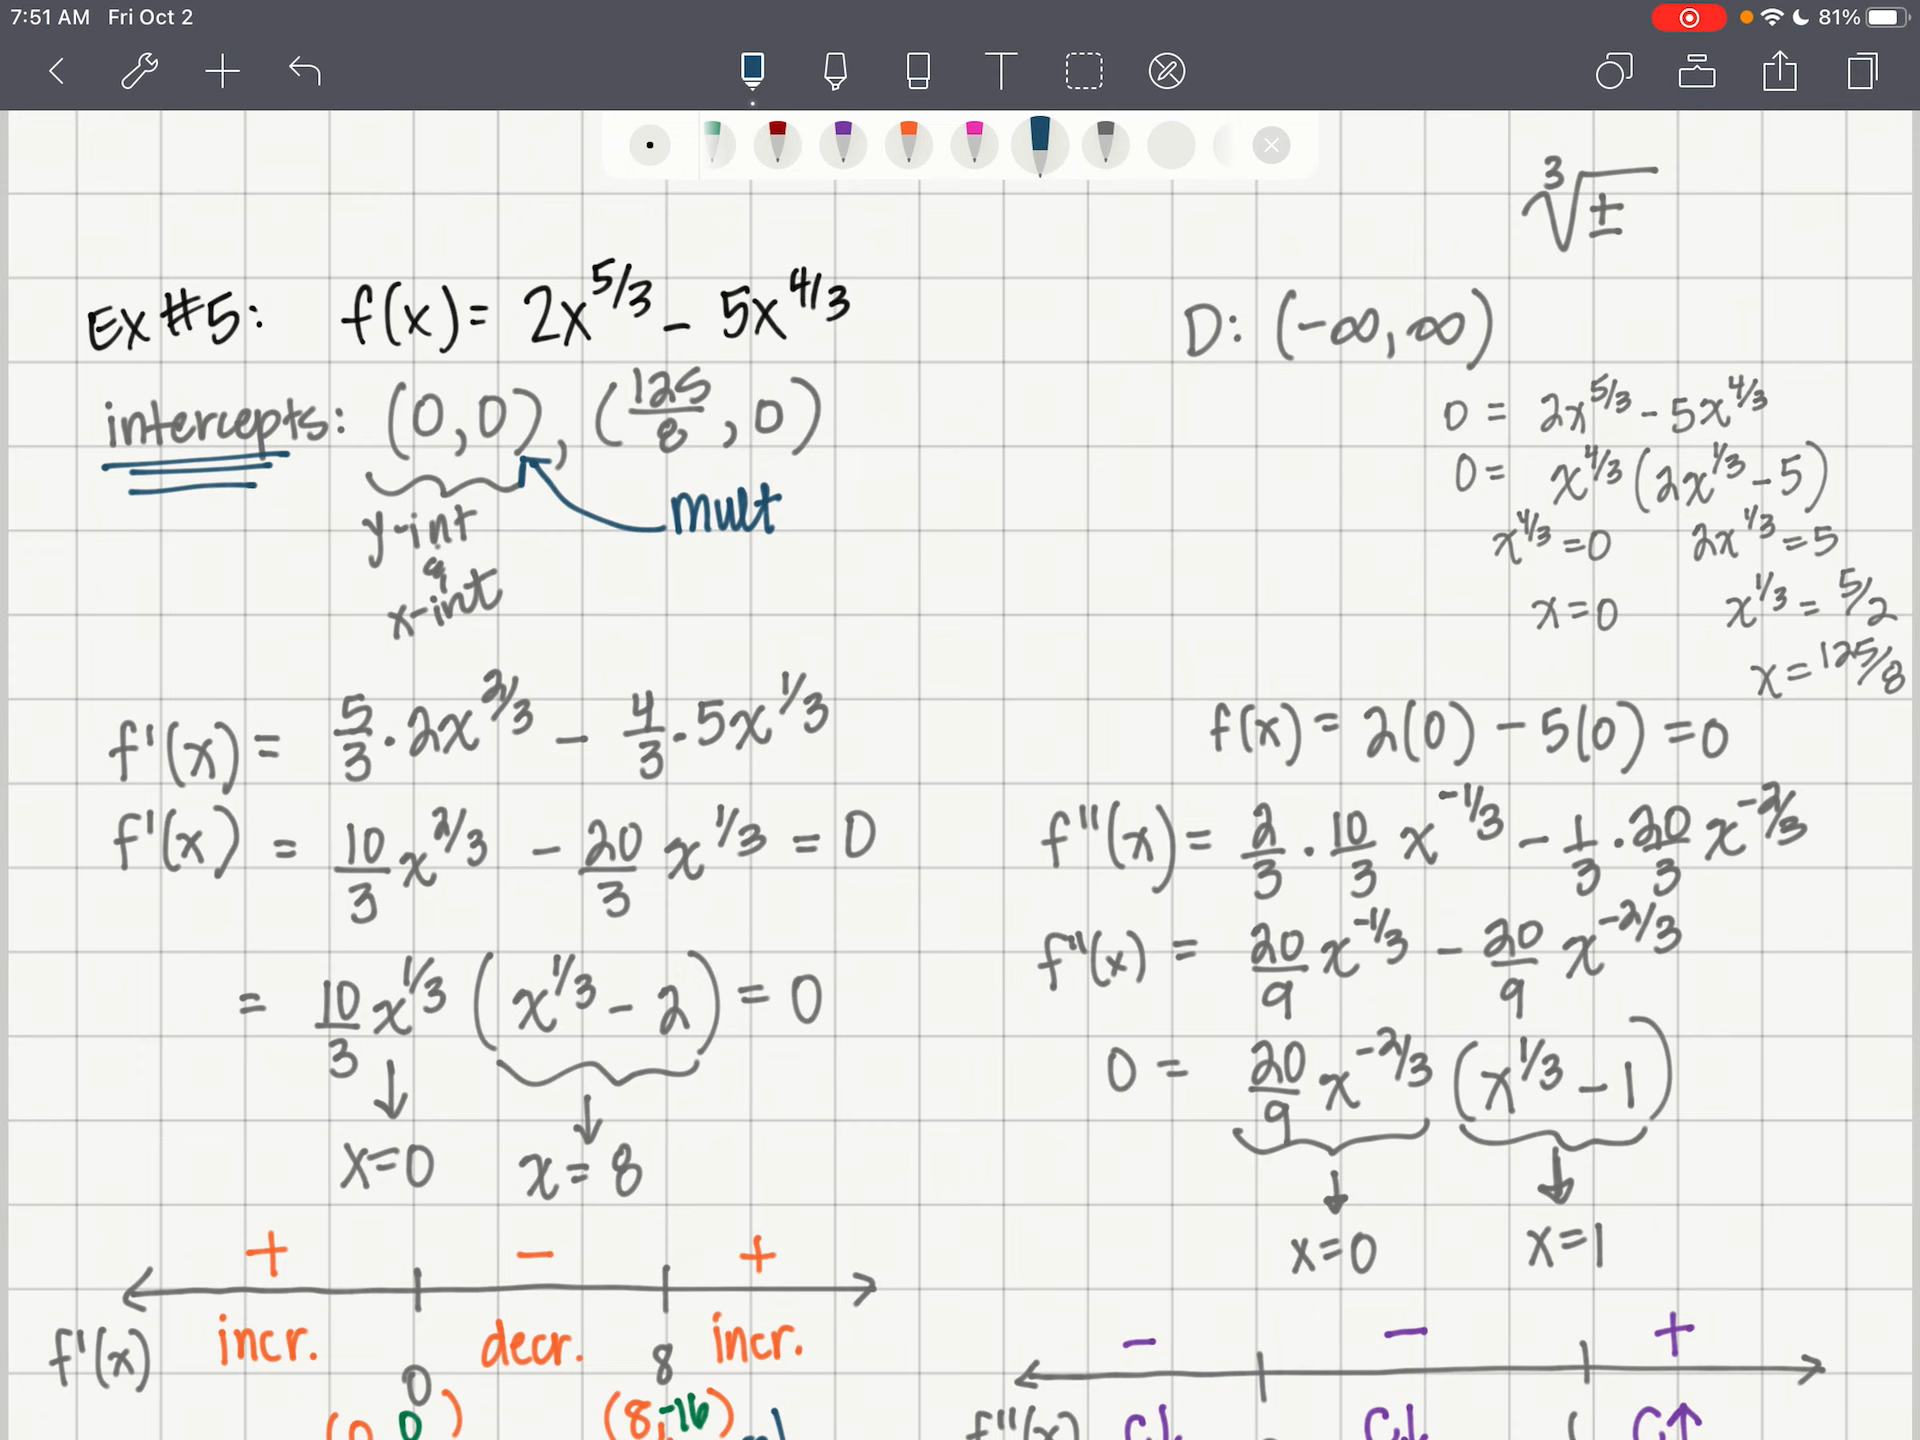 7:51 AM Fri Oct 2
81%
∛±
Ex #5: f(x) = 2x^5/3 - 5x^4/3
D: (-∞, ∞)
intercepts: (0,0), (125/8, 0)
y-int
&
x-int
mult
0 = 2x^5/3 - 5x^4/3
0 = x^4/3 (2x^1/3 - 5)
x^4/3 = 0 2x^1/3 = 5
x = 0 x^1/3 = 5/2
x = 125/8
f'(x) = 5/3 · 2x^2/3 - 4/3 · 5x^1/3
f'(x) = 10/3 x^2/3 - 20/3 x^1/3 = 0
= 10/3 x^1/3 (x^1/3 - 2) = 0
x=0 x = 8
+ - +
incr. decr. incr.
f'(x) 0 8
(0, 0) (8, -16)
f(x) = 2(0) - 5(0) = 0
f"(x) = 2/3 · 10/3 x^-1/3 - 1/3 · 20/3 x^-2/3
f"(x) = 20/9 x^-1/3 - 20/9 x^-2/3
0 = 20/9 x^-2/3 (x^1/3 - 1)
x=0 x=1
- - +
f"(x) C↓ C↓ C↑